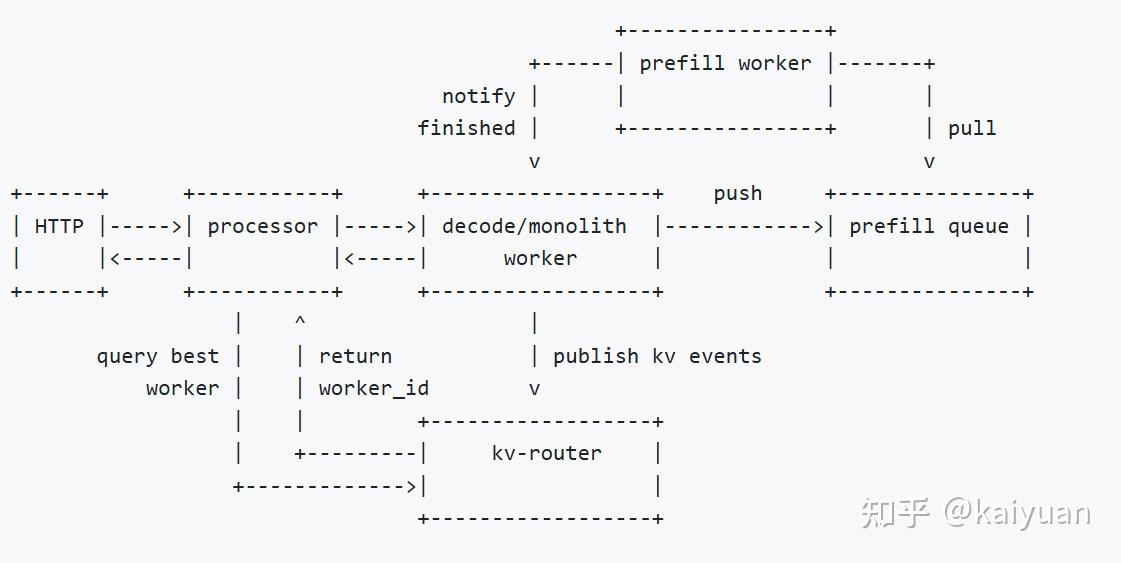 +----------------+
+------| prefill worker |-------+
notify |      |                |       |
finished |      +----------------+       | pull
v                               v
+------+      +-----------+      +------------------+    push     +---------------+
| HTTP |----->| processor |----->| decode/monolith  |------------>| prefill queue |
|      |<-----|           |<-----|      worker      |             |               |
+------+      +-----------+      +------------------+             +---------------+
|    ^                  |
query best |    | return           | publish kv events
worker |    | worker_id        v
|    |         +------------------+
|    +---------|     kv-router    |
+------------->|                  |
+------------------+
知乎 @kaiyuan